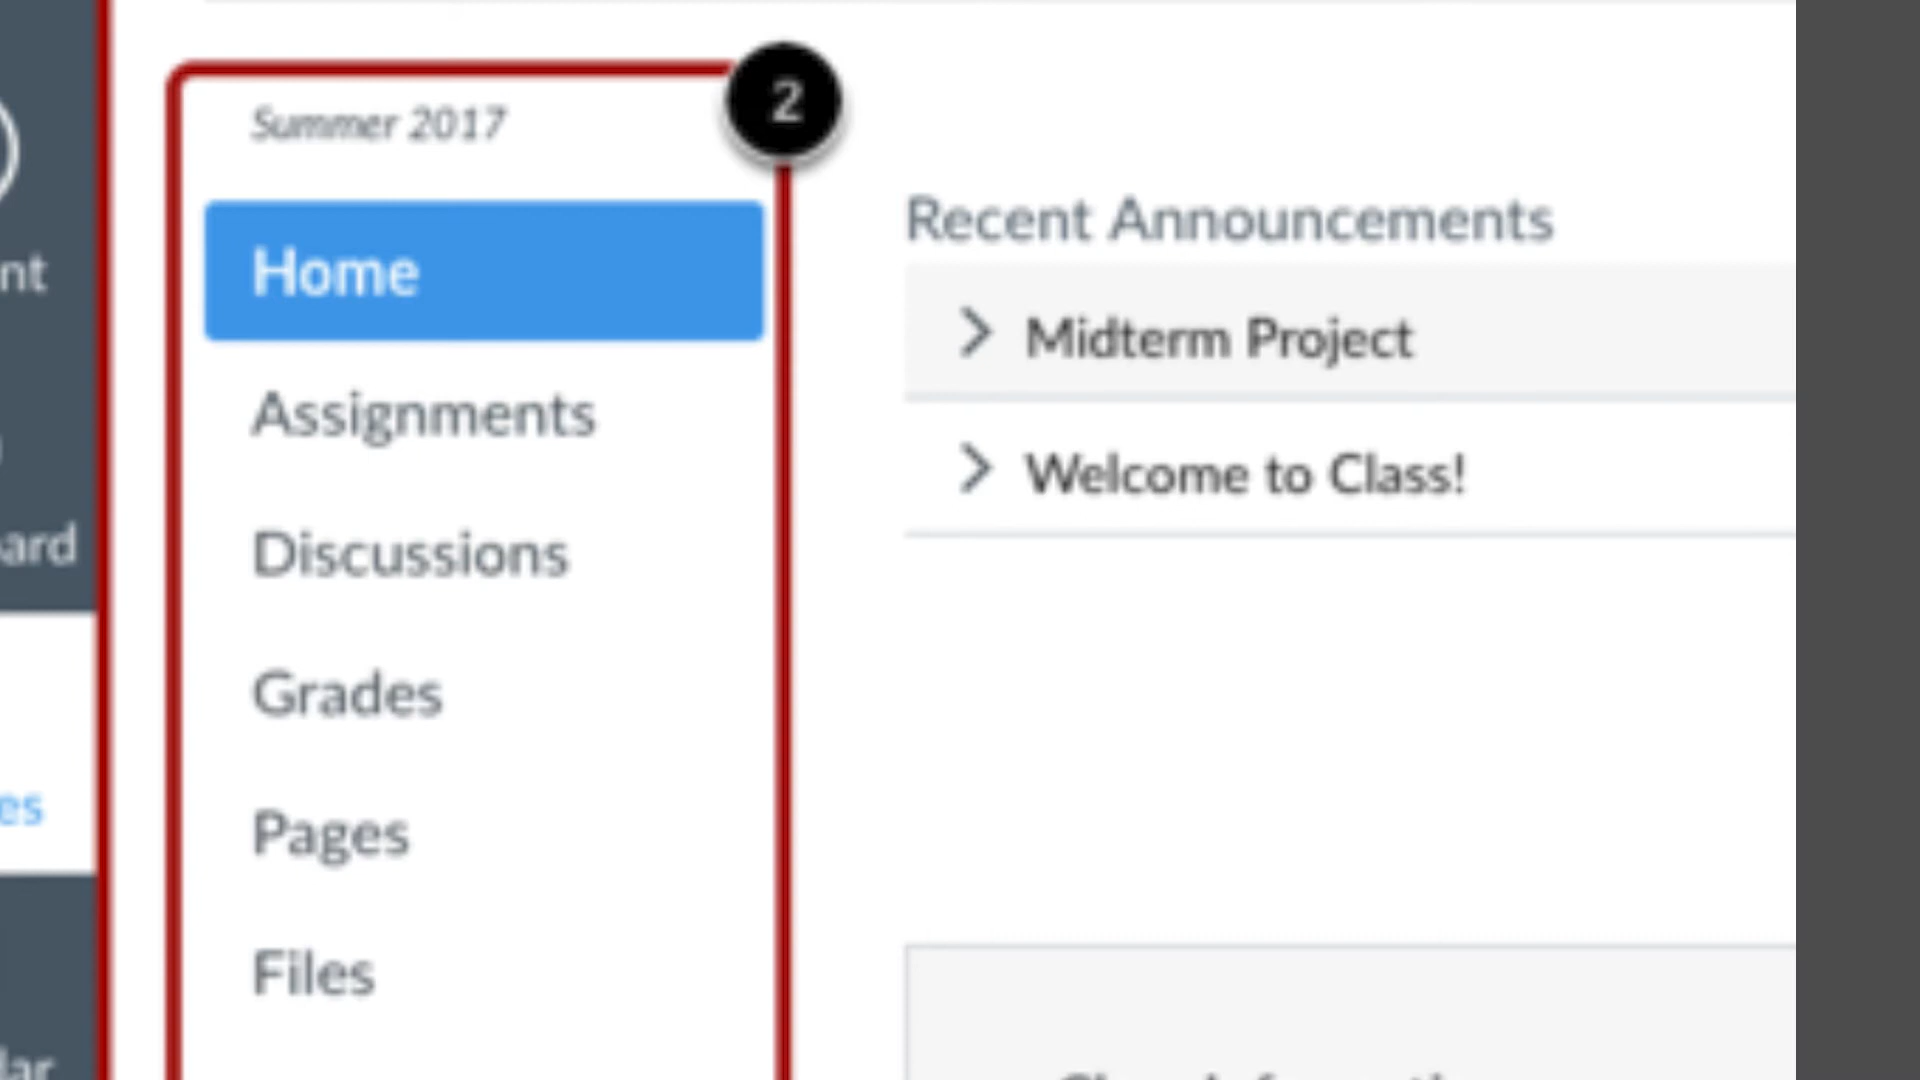 2
Summer 2017
Home
Assignments
Discussions
Grades
Pages
Files
Recent Announcements
Midterm Project
Welcome to Class!
nt
ard
es
lar